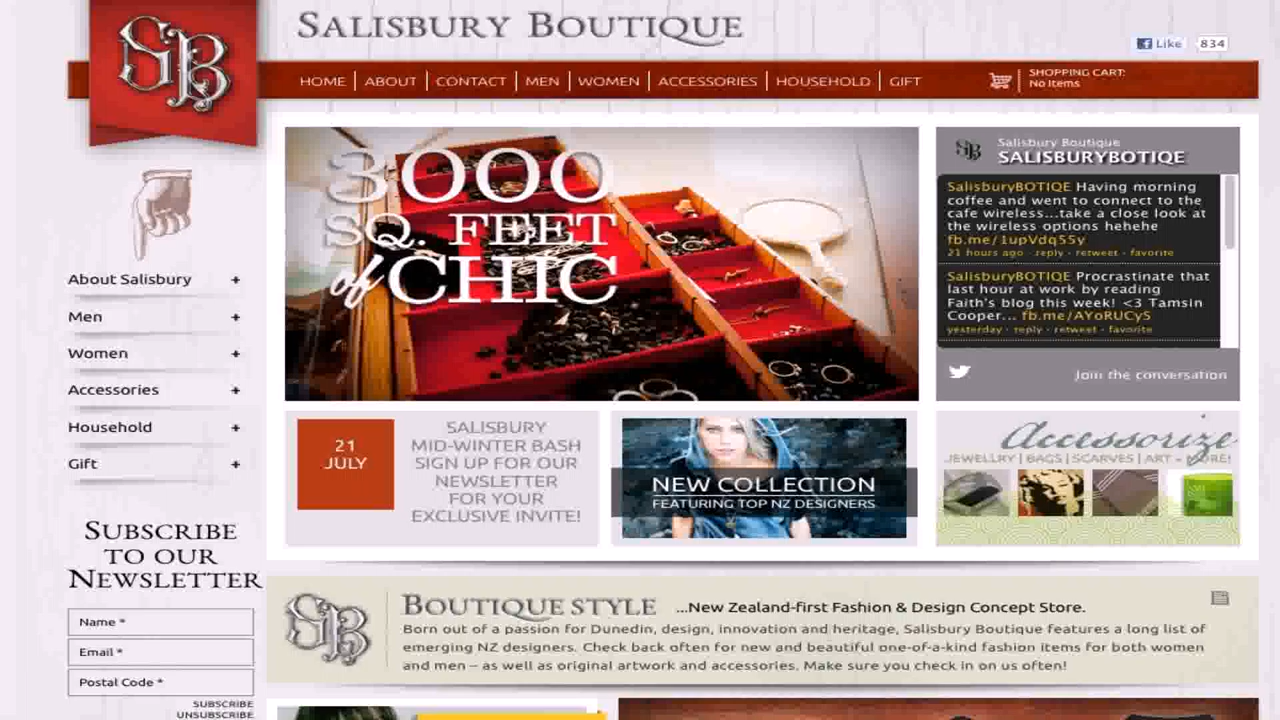 SB
SALISBURY BOUTIQUE
Like 834
HOME ABOUT CONTACT MEN WOMEN ACCESSORIES HOUSEHOLD GIFT
SHOPPING CART:
No Items
About Salisbury +
Men +
Women +
Accessories +
Household +
Gift +
SUBSCRIBE
TO OUR
NEWSLETTER
Name *
Email *
Postal Code *
SUBSCRIBE
UNSUBSCRIBE
3000
SQ. FEET
of CHIC
SB
Salisbury Boutique
SALISBURYBOTIQE
SalisburyBOTIQE Having morning
coffee and went to connect to the
cafe wireless...take a close look at
the wireless options hehehe
fb.me/1upVdq55y
21 hours ago · reply · retweet · favorite
SalisburyBOTIQE Procrastinate that
last hour at work by reading
Faith's blog this week! <3 Tamsin
Cooper... fb.me/AYoRUCyS
yesterday · reply · retweet · favorite
Join the conversation
21
JULY
SALISBURY
MID-WINTER BASH
SIGN UP FOR OUR
NEWSLETTER
FOR YOUR
EXCLUSIVE INVITE!
NEW COLLECTION
FEATURING TOP NZ DESIGNERS
Accessorize
JEWELLRY | BAGS | SCARVES | ART + MORE!
SB
BOUTIQUE STYLE ...New Zealand-first Fashion & Design Concept Store.
Born out of a passion for Dunedin, design, innovation and heritage, Salisbury Boutique features a long list of
emerging NZ designers. Check back often for new and beautiful one-of-a-kind fashion items for both women
and men – as well as original artwork and accessories. Make sure you check in on us often!